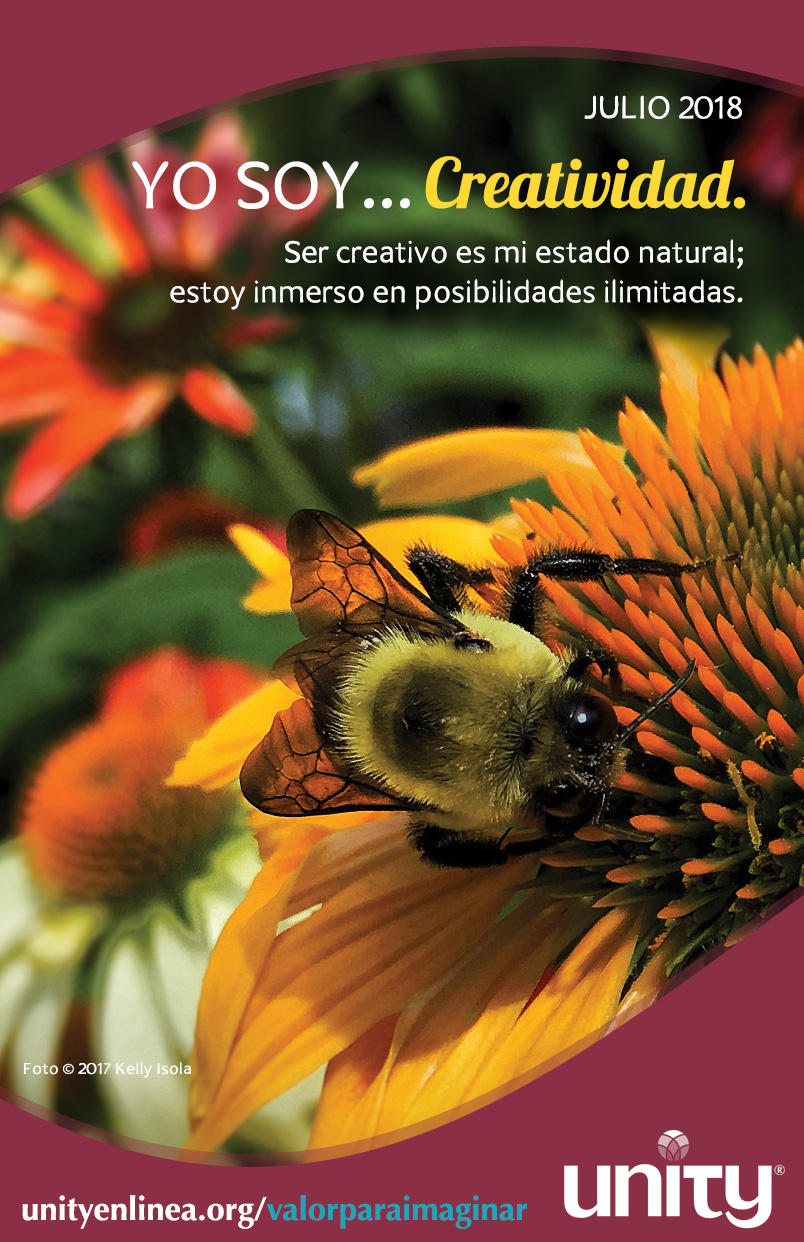 JULIO 2018
YO SOY... Creatividad.
Ser creativo es mi estado natural;
estoy inmerso en posibilidades ilimitadas.
Foto © 2017 Kelly Isola
unityenlinea.org/valorparaimaginar
unity®